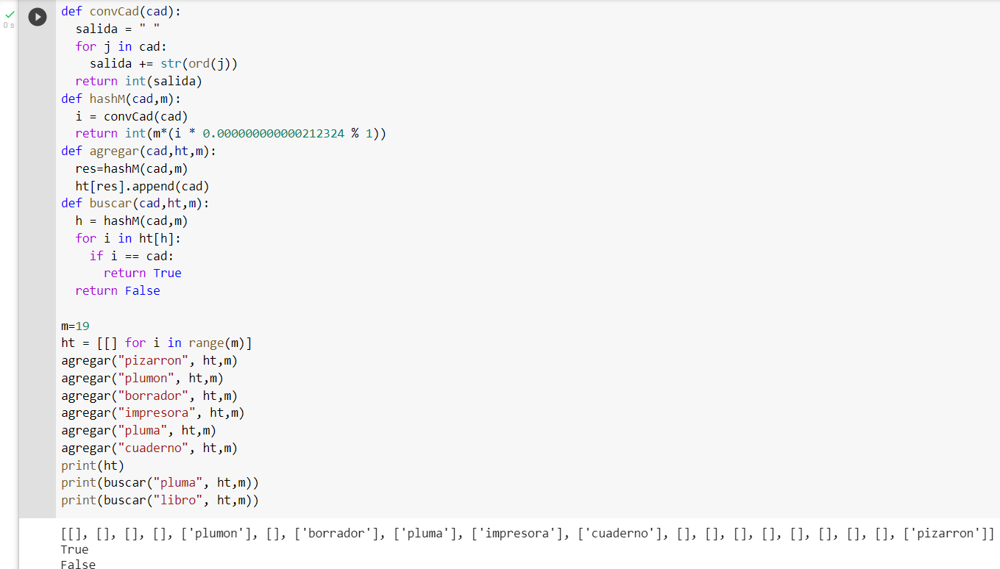 def convCad(cad):
  salida = " "
  for j in cad:
    salida += str(ord(j))
  return int(salida)
def hashM(cad,m):
  i = convCad(cad)
  return int(m*(i * 0.000000000000212324 % 1))
def agregar(cad,ht,m):
  res=hashM(cad,m)
  ht[res].append(cad)
def buscar(cad,ht,m):
  h = hashM(cad,m)
  for i in ht[h]:
    if i == cad:
      return True
  return False

m=19
ht = [[] for i in range(m)]
agregar("pizarron", ht,m)
agregar("plumon", ht,m)
agregar("borrador", ht,m)
agregar("impresora", ht,m)
agregar("pluma", ht,m)
agregar("cuaderno", ht,m)
print(ht)
print(buscar("pluma", ht,m))
print(buscar("libro", ht,m))
0 s
[[], [], [], [], ['plumon'], [], ['borrador'], ['pluma'], ['impresora'], ['cuaderno'], [], [], [], [], [], [], [], [], ['pizarron']]
True
False